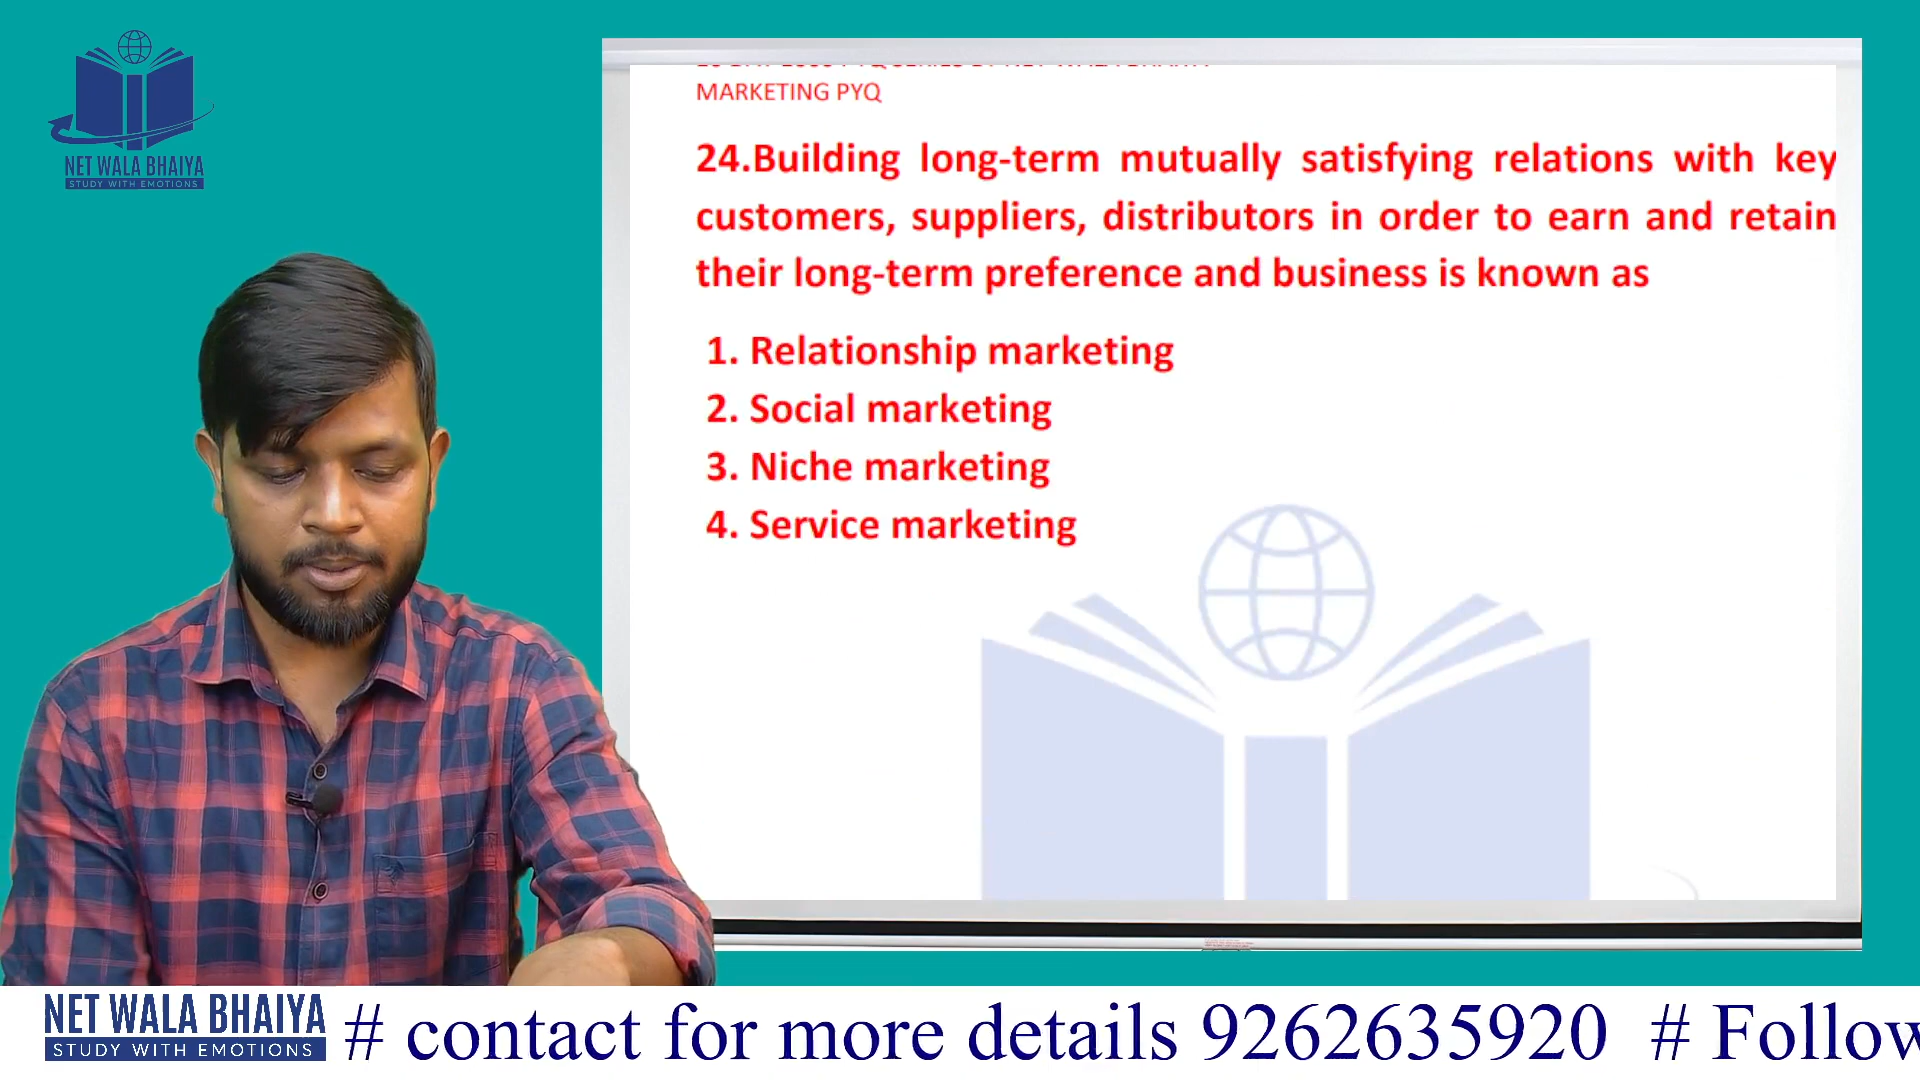 NET WALA BHAIYA
STUDY WITH EMOTIONS
MARKETING PYQ
24.Building long-term mutually satisfying relations with key
customers, suppliers, distributors in order to earn and retain
their long-term preference and business is known as
1. Relationship marketing
2. Social marketing
3. Niche marketing
4. Service marketing
NET WALA BHAIYA
STUDY WITH EMOTIONS
# contact for more details 9262635920 # Follow